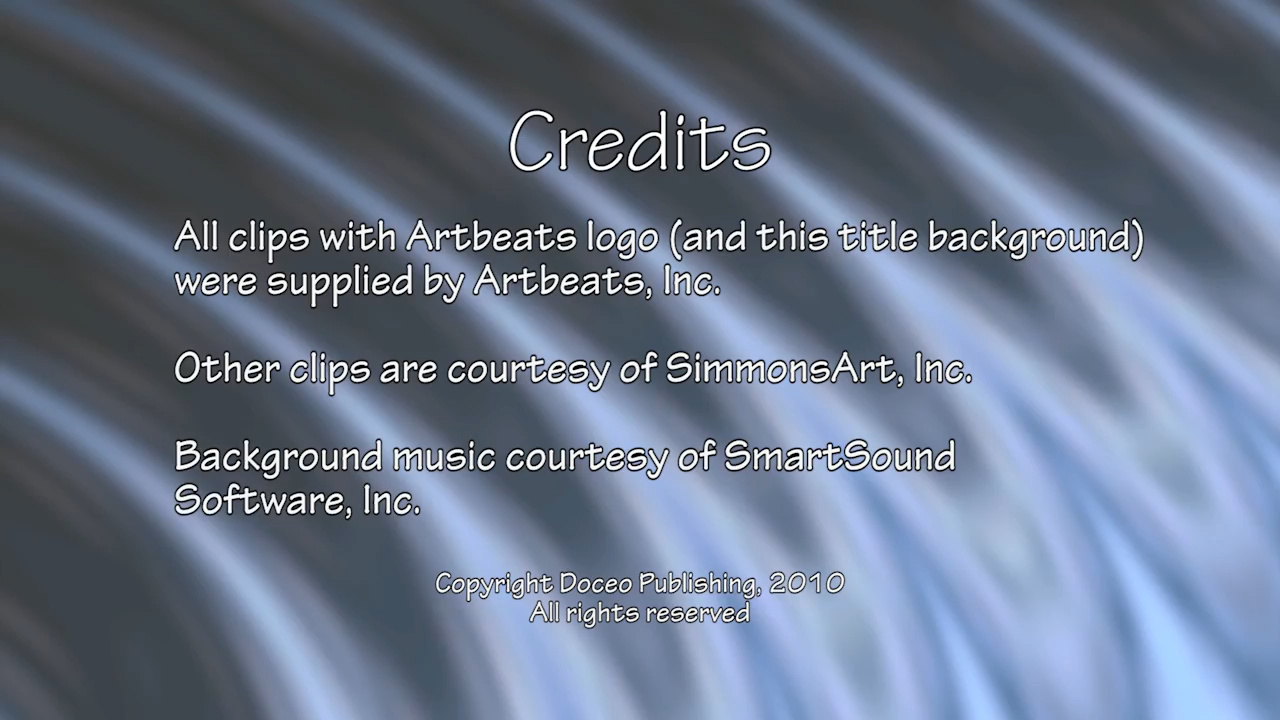 Credits
All clips with Artbeats logo (and this title background)
were supplied by Artbeats, Inc.
Other clips are courtesy of SimmonsArt, Inc.
Background music courtesy of SmartSound
Software, Inc.
Copyright Doceo Publishing, 2010
All rights reserved